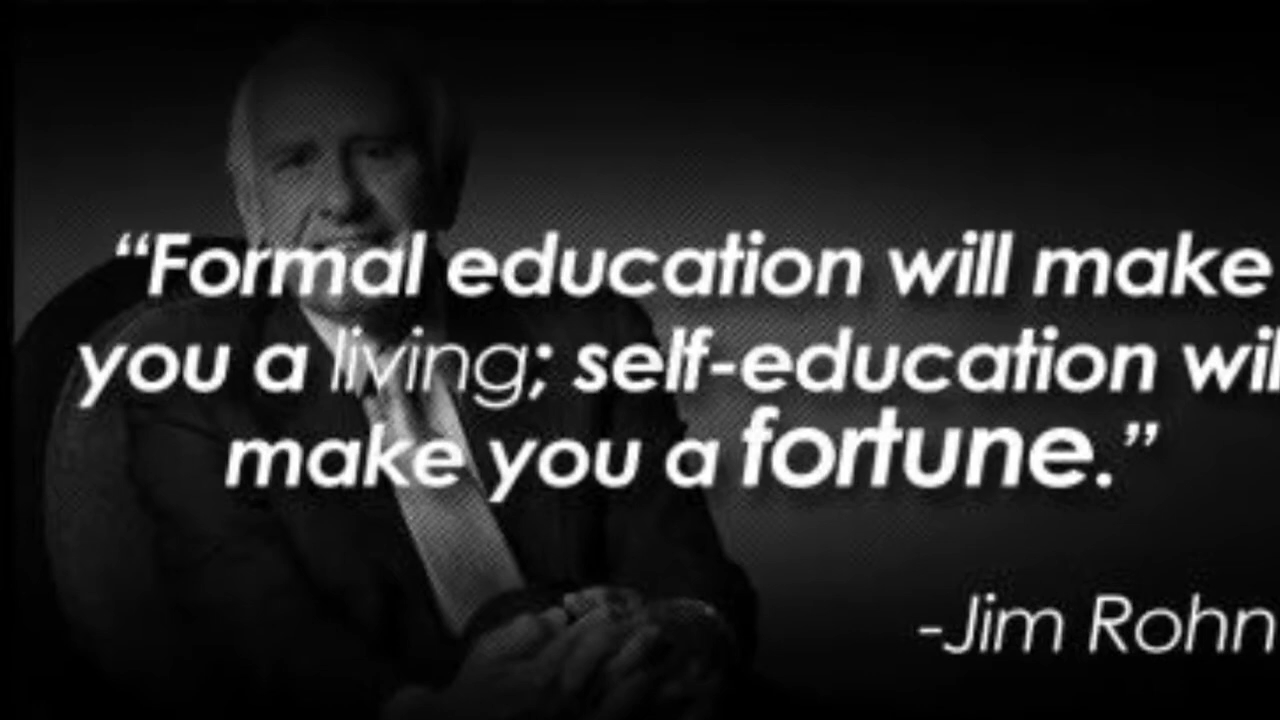 “Formal education will make
you a living; self-education wil
make you a fortune.”
-Jim Rohn